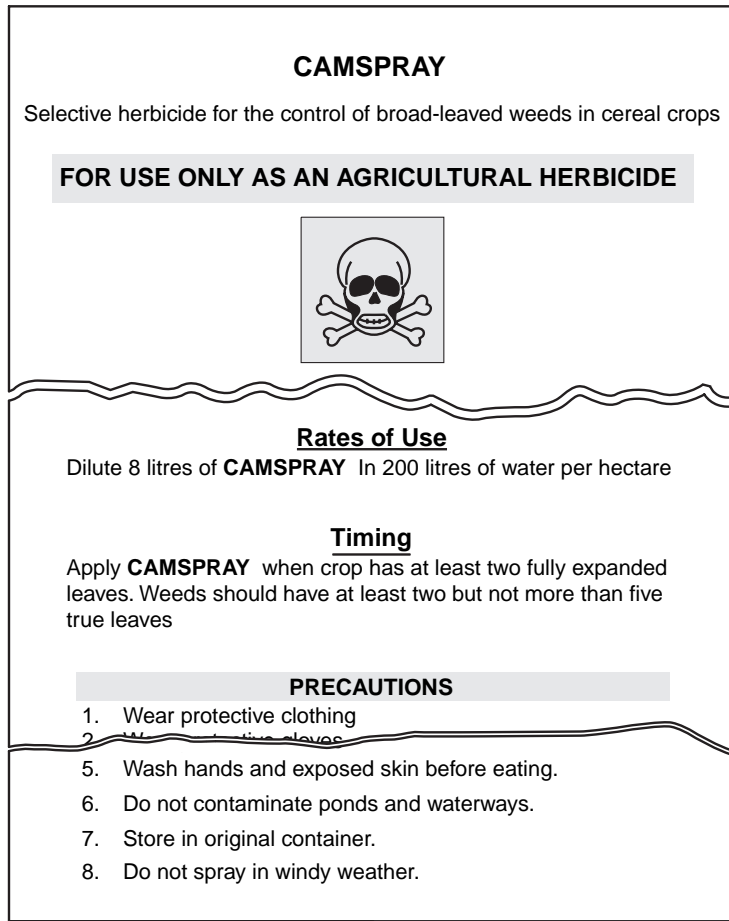 CAMSPRAY
Selective herbicide for the control of broad-leaved weeds in cereal crops
FOR USE ONLY AS AN AGRICULTURAL HERBICIDE
Rates of Use
Dilute 8 litres of CAMSPRAY In 200 litres of water per hectare
Timing
Apply CAMSPRAY when crop has at least two fully expanded
leaves. Weeds should have at least two but not more than five
true leaves
PRECAUTIONS
1. Wear protective clothing
2. Wear protective gloves
5. Wash hands and exposed skin before eating.
6. Do not contaminate ponds and waterways.
7. Store in original container.
8. Do not spray in windy weather.